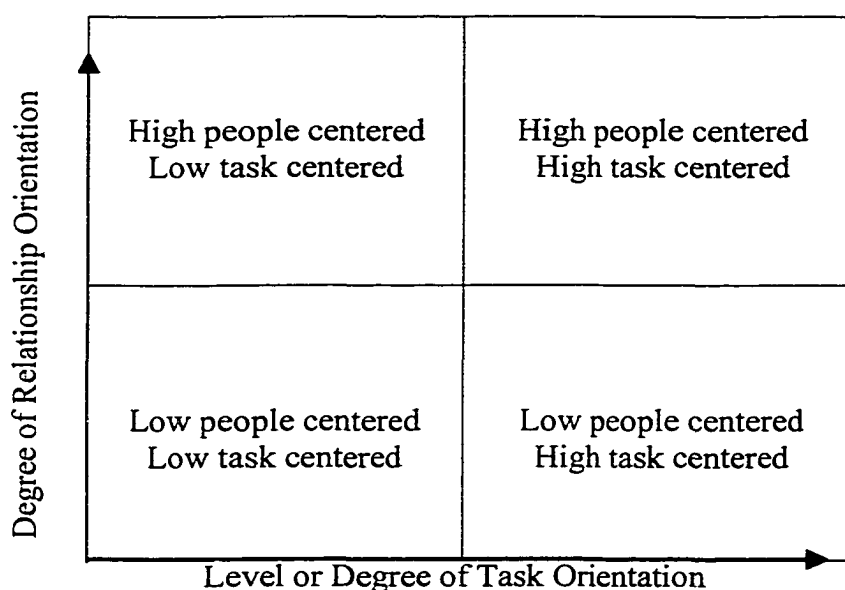 Degree of Relationship Orientation
High people centered
Low task centered
High people centered
High task centered
Low people centered
Low task centered
Low people centered
High task centered
Level or Degree of Task Orientation